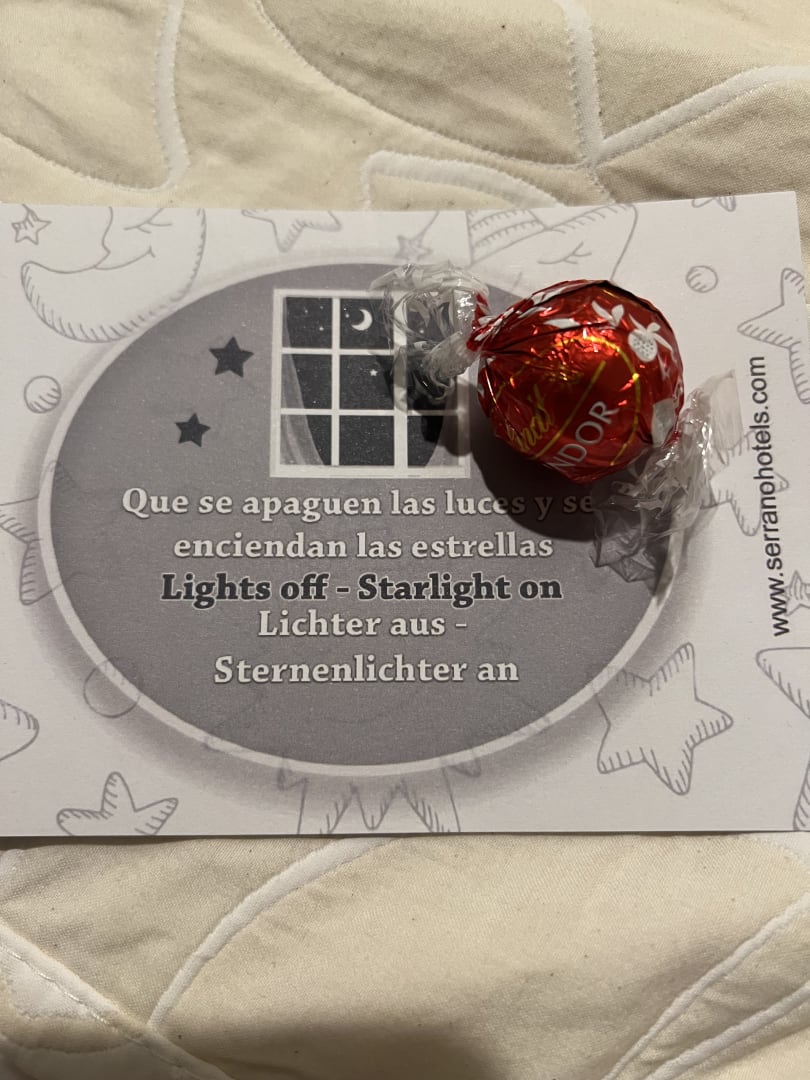 Que se apaguen las luces y se
enciendan las estrellas
Lights off - Starlight on
Lichter aus -
Sternenlichter an
www.serranohotels.com
NDOR